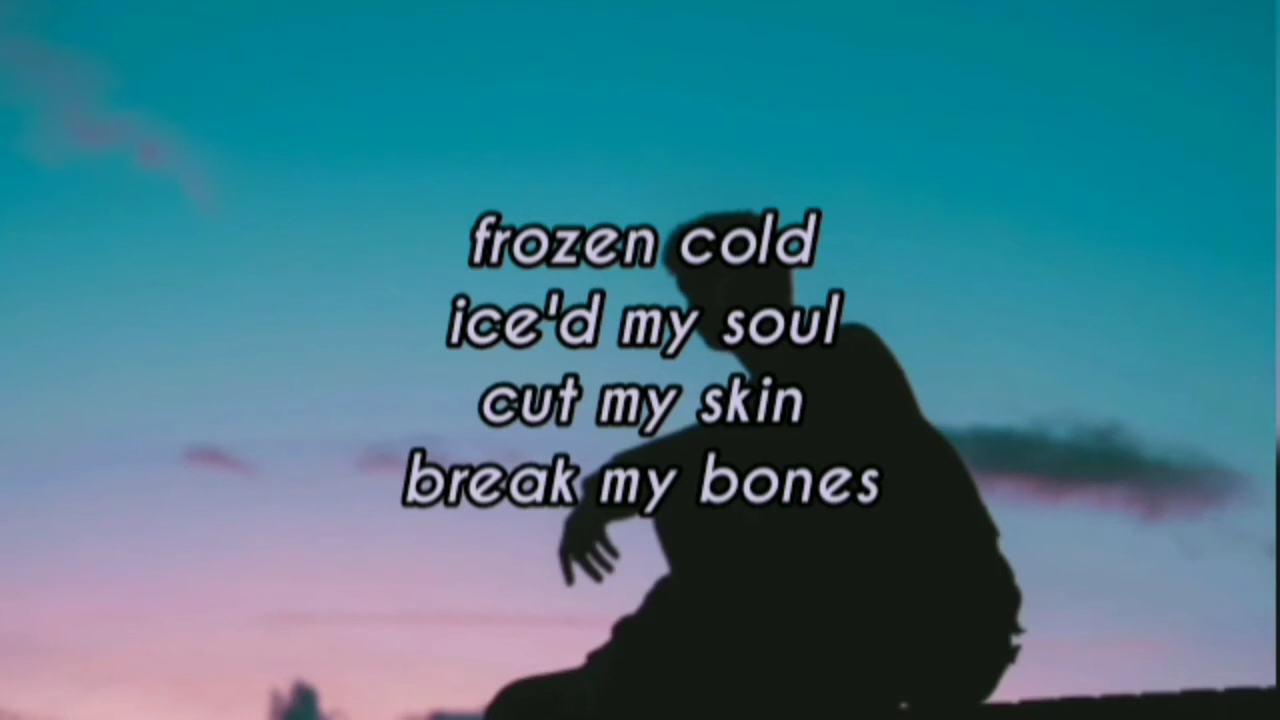 frozen cold
ice'd my soul
cut my skin
break my bones